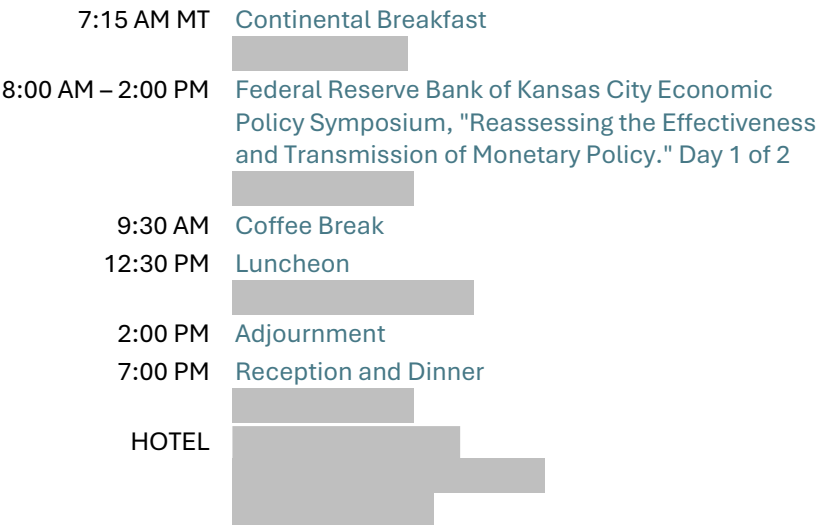 7:15 AM MT Continental Breakfast
8:00 AM – 2:00 PM Federal Reserve Bank of Kansas City Economic
Policy Symposium, "Reassessing the Effectiveness
and Transmission of Monetary Policy." Day 1 of 2
9:30 AM Coffee Break
12:30 PM Luncheon
2:00 PM Adjournment
7:00 PM Reception and Dinner
HOTEL